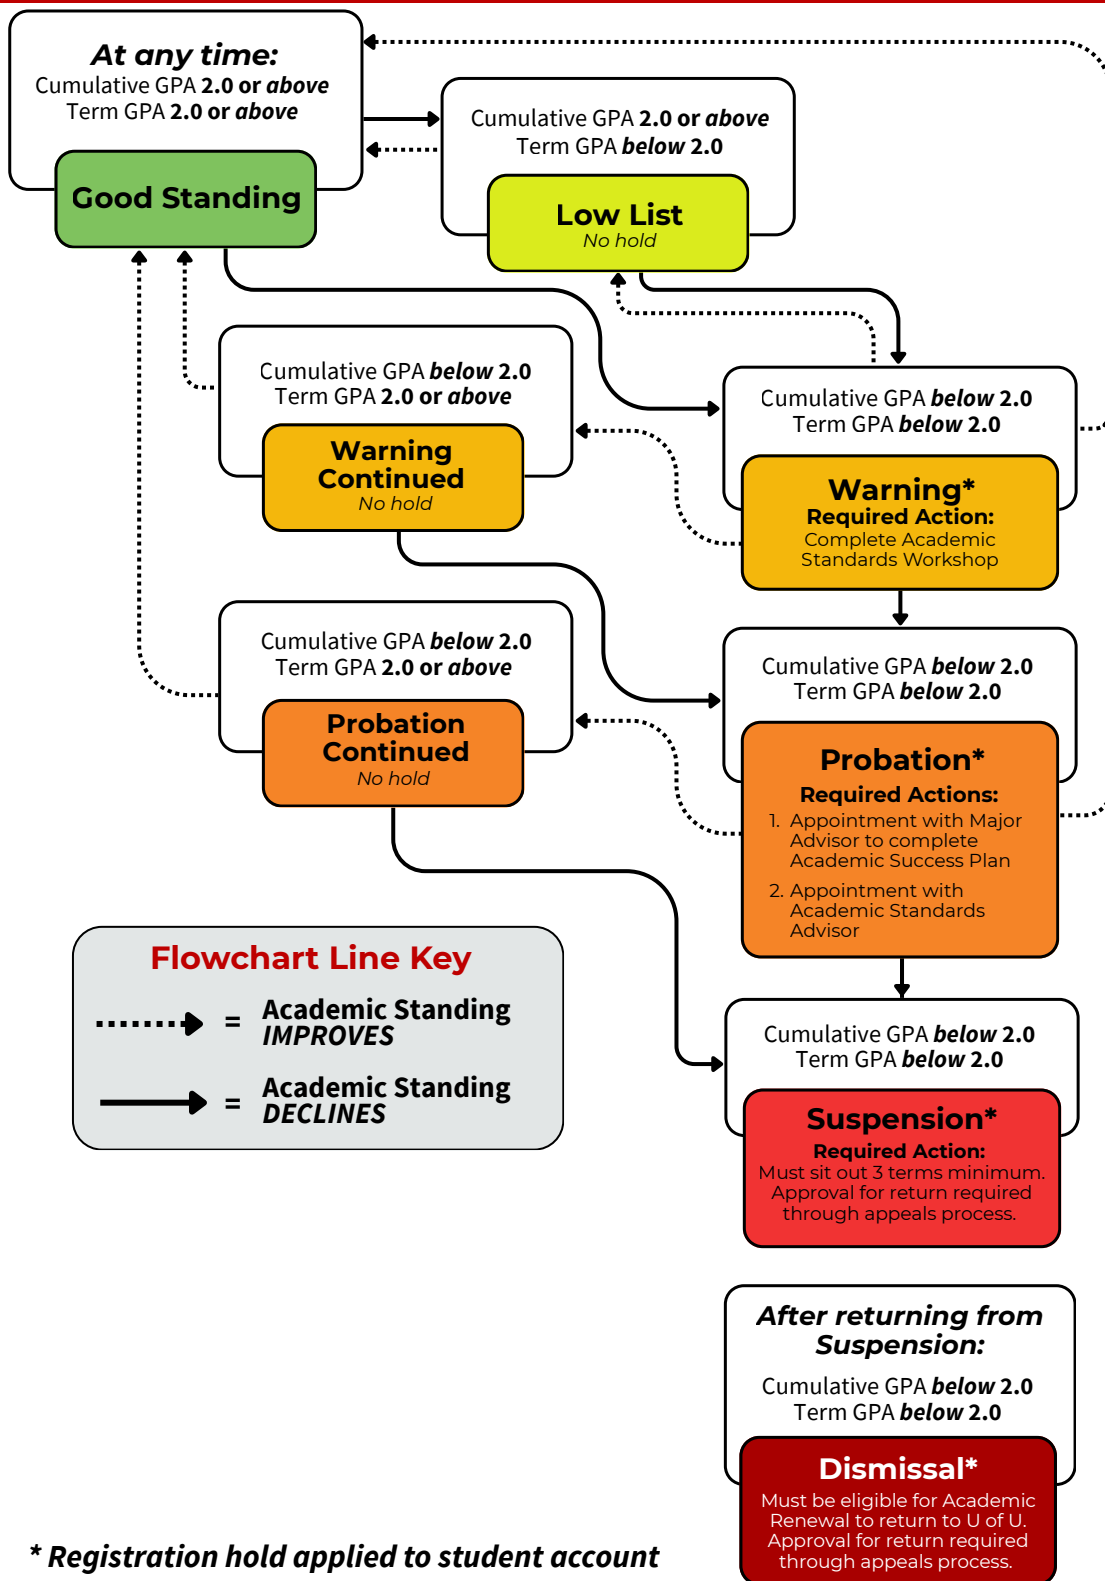 At any time:
Cumulative GPA 2.0 or above
Term GPA 2.0 or above
Good Standing
Cumulative GPA 2.0 or above
Term GPA below 2.0
Low List
No hold
Cumulative GPA below 2.0
Term GPA 2.0 or above
Warning
Continued
No hold
Cumulative GPA below 2.0
Term GPA below 2.0
Warning*
Required Action:
Complete Academic
Standards Workshop
Cumulative GPA below 2.0
Term GPA 2.0 or above
Probation
Continued
No hold
Cumulative GPA below 2.0
Term GPA below 2.0
Probation*
Required Actions:
1. Appointment with Major
Advisor to complete
Academic Success Plan
2. Appointment with
Academic Standards
Advisor
Flowchart Line Key
= Academic Standing
IMPROVES
= Academic Standing
DECLINES
Cumulative GPA below 2.0
Term GPA below 2.0
Suspension*
Required Action:
Must sit out 3 terms minimum.
Approval for return required
through appeals process.
After returning from
Suspension:
Cumulative GPA below 2.0
Term GPA below 2.0
Dismissal*
Must be eligible for Academic
Renewal to return to U of U.
Approval for return required
through appeals process.
* Registration hold applied to student account